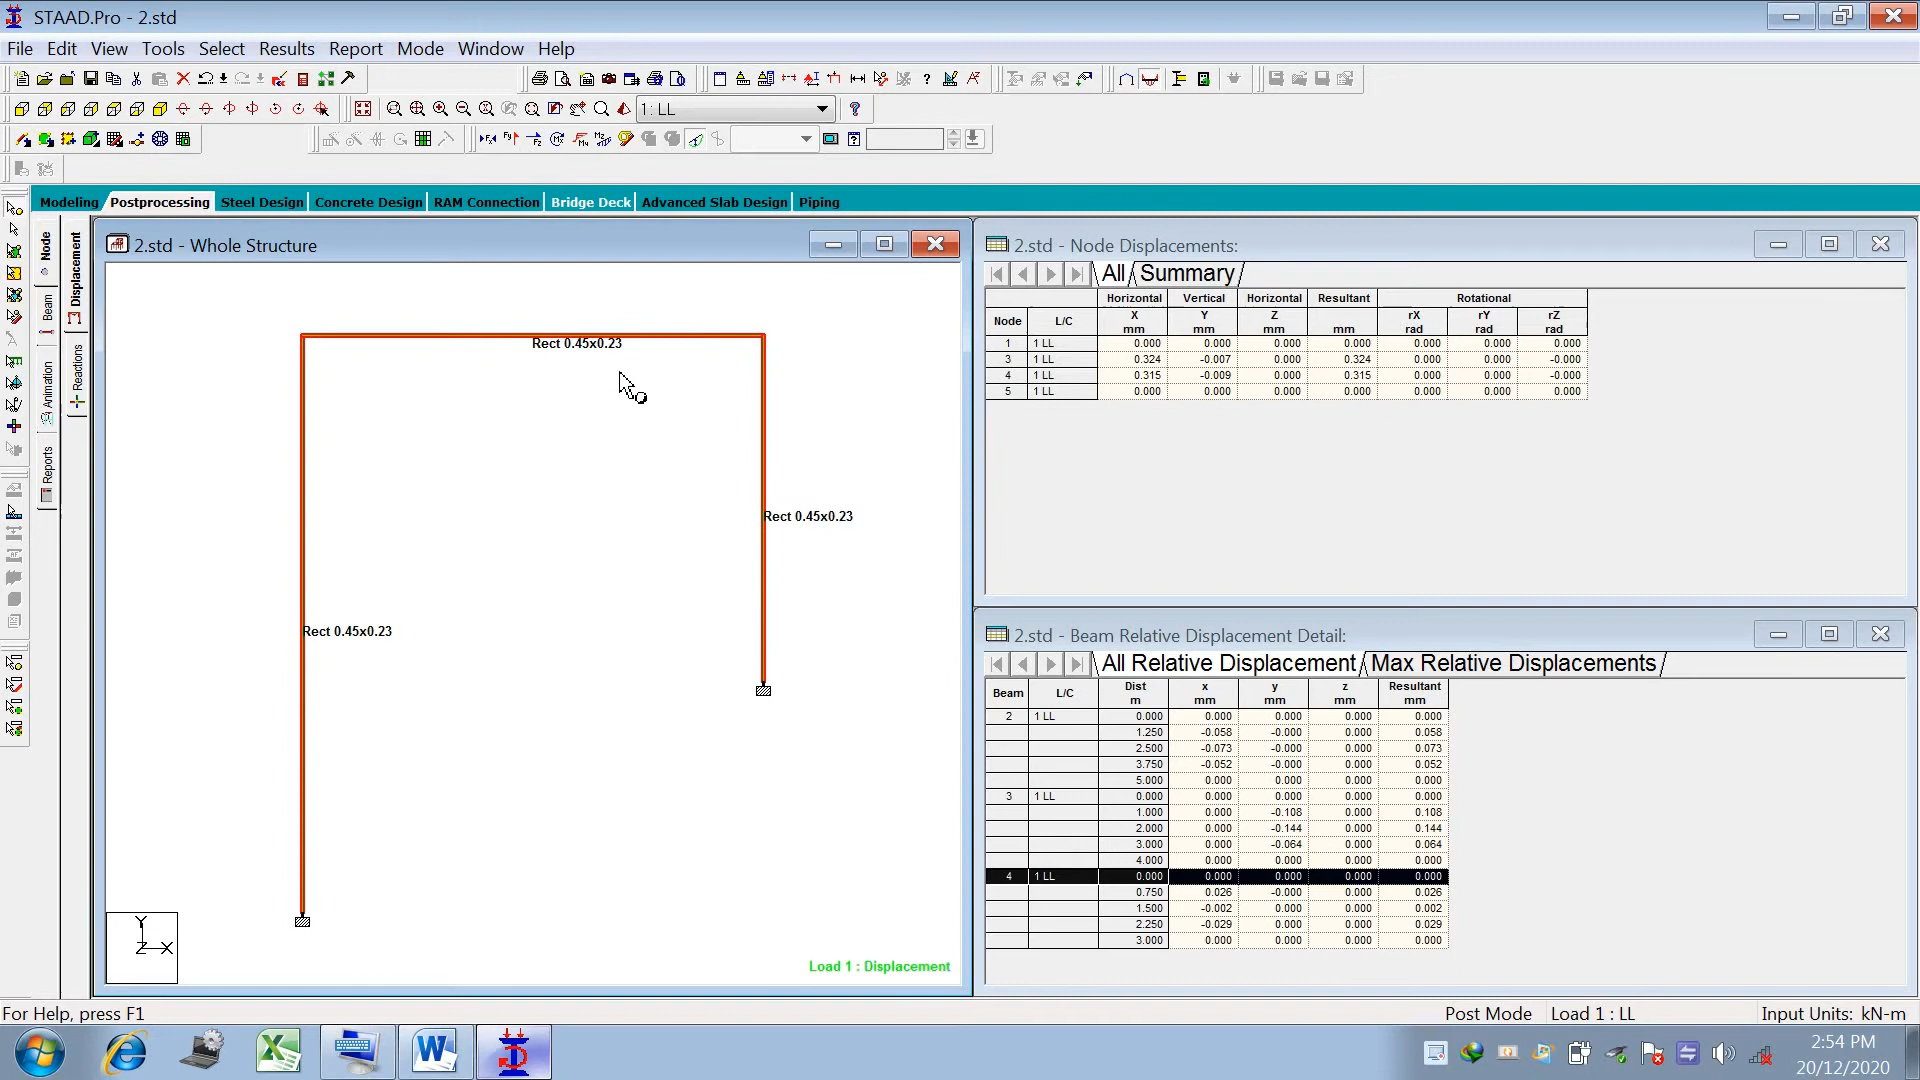 STAAD.Pro - 2.std
File Edit View Tools Select Results Report Mode Window Help
1: LL
Modeling Postprocessing Steel Design Concrete Design RAM Connection Bridge Deck Advanced Slab Design Piping
Node
Beam
Animation
Reports
Displacement
Reactions
2.std - Whole Structure
Rect 0.45x0.23
Rect 0.45x0.23
Rect 0.45x0.23
Y
Z X
Load 1 : Displacement
2.std - Node Displacements:
All Summary
Horizontal Vertical Horizontal Resultant Rotational
Node L/C X mm Y mm Z mm mm rX rad rY rad rZ rad
1 1 LL 0.000 0.000 0.000 0.000 0.000 0.000 0.000
3 1 LL 0.324 -0.007 0.000 0.324 0.000 0.000 -0.000
4 1 LL 0.315 -0.009 0.000 0.315 0.000 0.000 -0.000
5 1 LL 0.000 0.000 0.000 0.000 0.000 0.000 0.000
2.std - Beam Relative Displacement Detail:
All Relative Displacement Max Relative Displacements
Beam L/C Dist m x mm y mm z mm Resultant mm
2 1 LL 0.000 0.000 0.000 0.000 0.000
1.250 -0.058 -0.000 0.000 0.058
2.500 -0.073 -0.000 0.000 0.073
3.750 -0.052 -0.000 0.000 0.052
5.000 0.000 0.000 0.000 0.000
3 1 LL 0.000 0.000 0.000 0.000 0.000
1.000 0.000 -0.108 0.000 0.108
2.000 0.000 -0.144 0.000 0.144
3.000 0.000 -0.064 0.000 0.064
4.000 0.000 0.000 0.000 0.000
4 1 LL 0.000 0.000 0.000 0.000 0.000
0.750 0.026 -0.000 0.000 0.026
1.500 -0.002 0.000 0.000 0.002
2.250 -0.029 0.000 0.000 0.029
3.000 0.000 0.000 0.000 0.000
For Help, press F1
Post Mode Load 1 : LL Input Units: kN-m
2:54 PM
20/12/2020